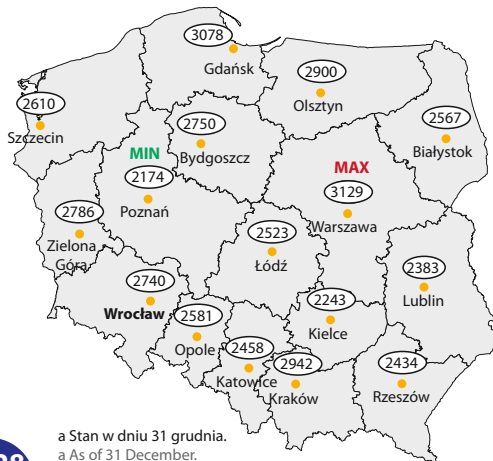 3078
Gdańsk
2900
Olsztyn
2610
Szczecin
2750
Bydgoszcz
2567
Białystok
MIN
2174
Poznań
MAX
3129
Warszawa
2786
Zielona
Góra
2523
Łódź
2383
Lublin
2740
Wrocław
2243
Kielce
2581
Opole
2458
Katowice
2942
Kraków
2434
Rzeszów
a Stan w dniu 31 grudnia.
a As of 31 December.